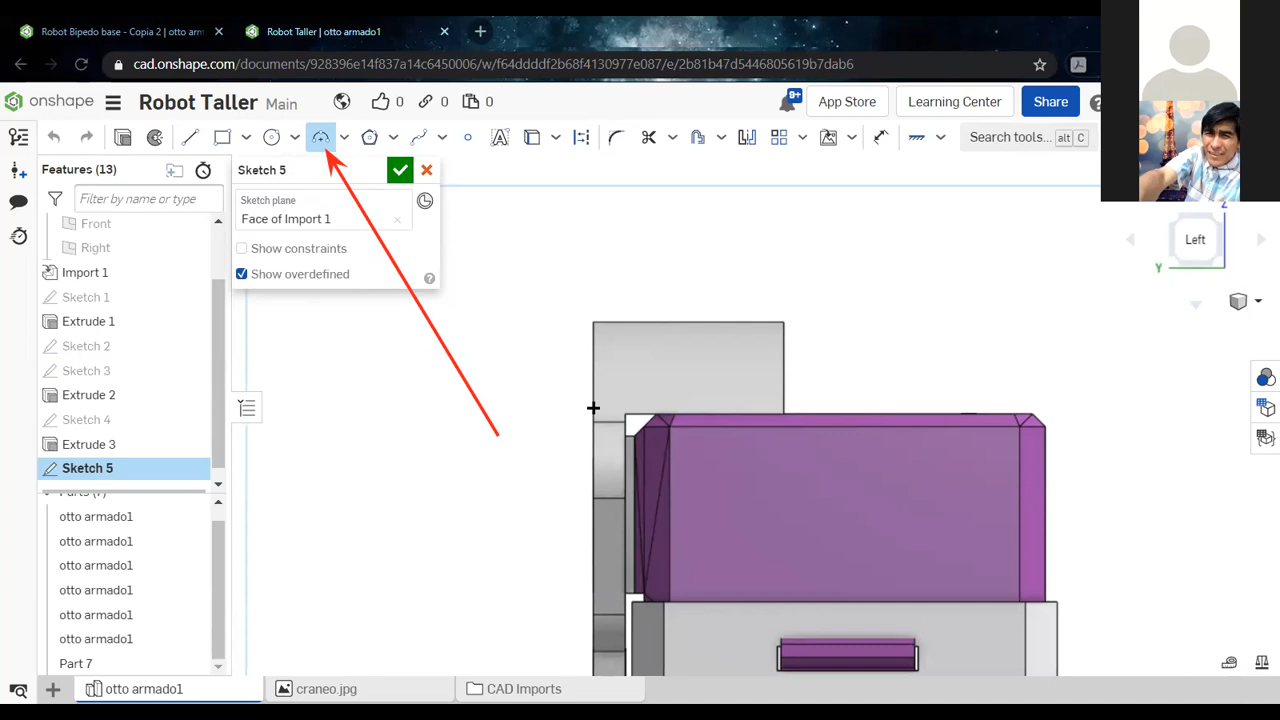 Robot Bipedo base - Copia 2 | otto arm
Robot Taller | otto armado1
cad.onshape.com/documents/928396e14f837a14c6450006/w/f64ddddf2b68f4130977e087/e/2b81b47d5446805619b7dab6
onshape Robot Taller Main 0 0 0 9+ App Store Learning Center Share
Search tools... alt C
Features (13)
Filter by name or type
Front
Right
Import 1
Sketch 1
Extrude 1
Sketch 2
Sketch 3
Extrude 2
Sketch 4
Extrude 3
Sketch 5
Parts (7)
otto armado1
otto armado1
otto armado1
otto armado1
otto armado1
otto armado1
Part 7
Sketch 5
Sketch plane
Face of Import 1
Show constraints
Show overdefined
Z
Left
Y
otto armado1
craneo.jpg
CAD Imports